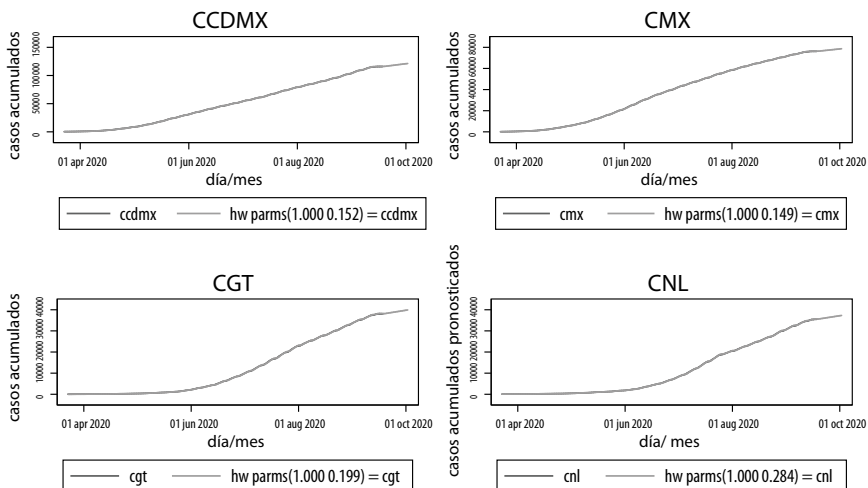 CCDMX
casos acumulados
150000
100000
50000
0
01 apr 2020
01 jun 2020
01 aug 2020
01 oct 2020
día/mes
ccdmx
hw parms(1.000 0.152) = ccdmx
CMX
casos acumulados
80000
60000
40000
20000
0
01 apr 2020
01 jun 2020
01 aug 2020
01 oct 2020
día/mes
cmx
hw parms(1.000 0.149) = cmx
CGT
casos acumulados
40000
30000
20000
10000
0
01 apr 2020
01 jun 2020
01 aug 2020
01 oct 2020
día/mes
cgt
hw parms(1.000 0.199) = cgt
CNL
casos acumulados pronosticados
40000
30000
20000
10000
0
01 apr 2020
01 jun 2020
01 aug 2020
01 oct 2020
día/ mes
cnl
hw parms(1.000 0.284) = cnl